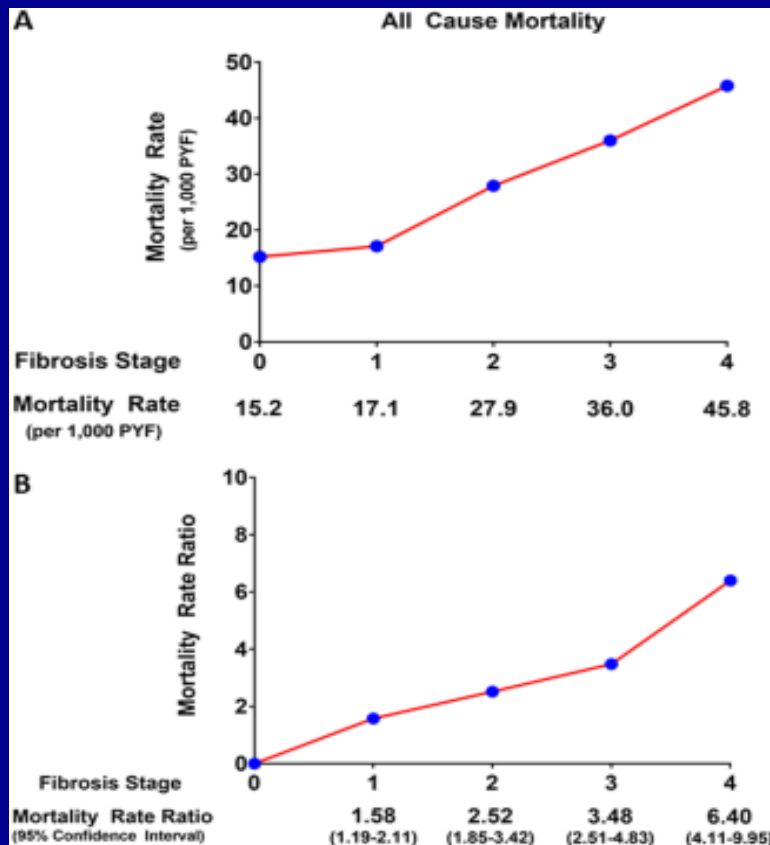 A
All Cause Mortality
Mortality Rate
(per 1,000 PYF)
50
40
30
20
10
0
0 1 2 3 4
Fibrosis Stage
Mortality Rate 15.2 17.1 27.9 36.0 45.8
(per 1,000 PYF)
B
Mortality Rate Ratio
10
8
6
4
2
0
0 1 2 3 4
Fibrosis Stage
Mortality Rate Ratio 1.58 2.52 3.48 6.40
(95% Confidence Interval) (1.19-2.11) (1.85-3.42) (2.51-4.83) (4.11-9.95)